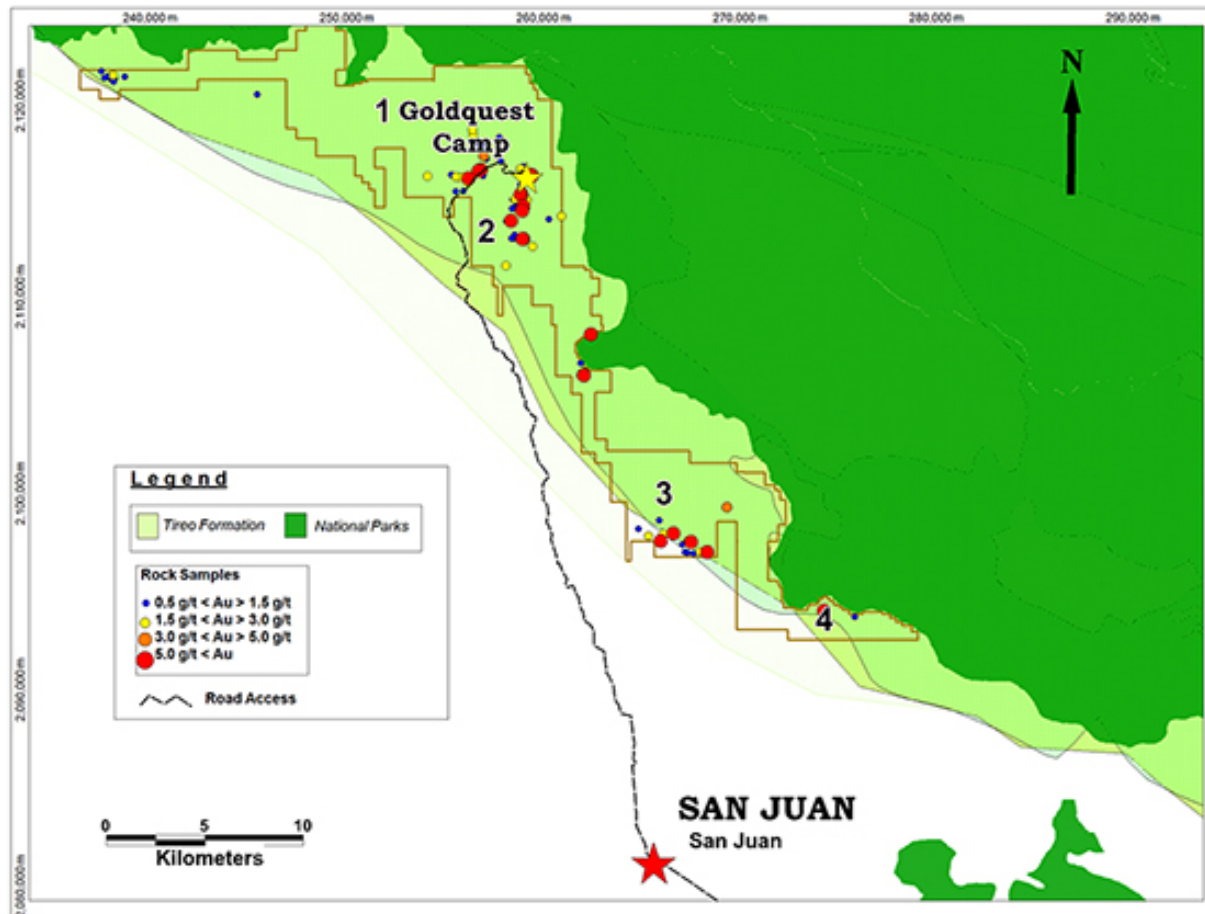 240.000 m
250.000 m
260.000 m
270.000 m
280.000 m
290.000 m
2.120.000 m
2.110.000 m
2.100.000 m
2.090.000 m
2.080.000 m
N
1 Goldquest
Camp
2
3
4
Legend
Tireo Formation
National Parks
Rock Samples
0.5 g/t < Au > 1.5 g/t
1.5 g/t < Au > 3.0 g/t
3.0 g/t < Au > 5.0 g/t
5.0 g/t < Au
Road Access
0 5 10
Kilometers
SAN JUAN
San Juan